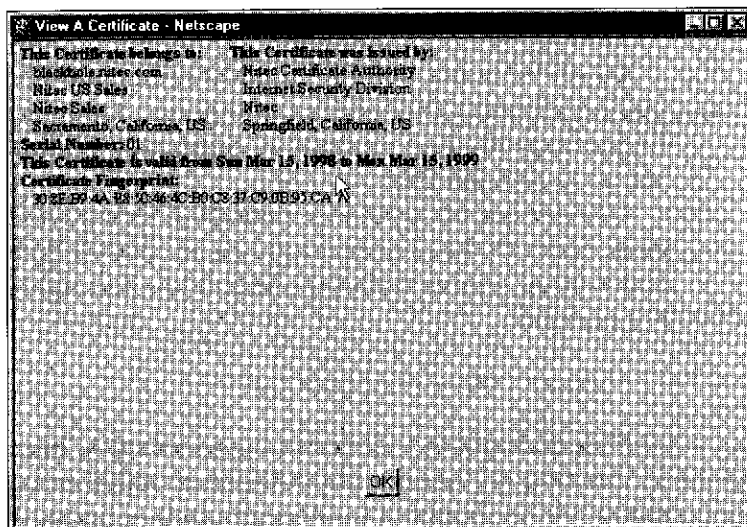 View A Certificate - Netscape
This Certificate belongs to: This Certificate was issued by:
blackhole.nitec.com Nitec Certificate Authority
Nitec US Sales Internet Security Division
Nitec Sales Nitec
Sacramento, California, US Springfield, California, US
Serial Number: 01
This Certificate is valid from Sun Mar 15, 1998 to Mon Mar 15, 1999
Certificate Fingerprint:
OK